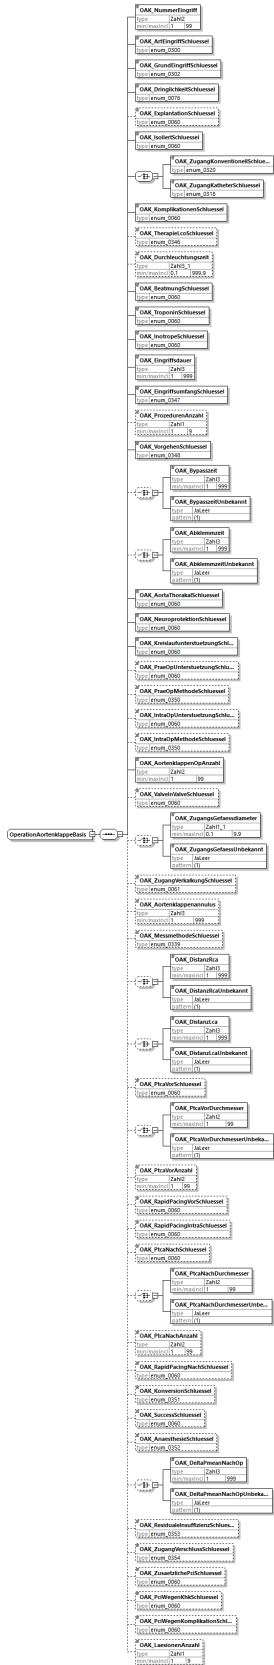 OAK_NummerEingriff
type Zahl2
min/maxIncl 1 99
OAK_ArtEingriffSchluessel
type enum_0300
OAK_GrundEingriffSchluessel
type enum_0302
OAK_DringlichkeitSchluessel
type enum_0076
OAK_ExplantationSchluessel
type enum_0060
OAK_IsoliertSchluessel
type enum_0060
OAK_ZugangKonventionellSchlue...
type enum_0320
OAK_ZugangKatheterSchluessel
type enum_0318
OAK_KomplikationenSchluessel
type enum_0060
OAK_TherapieLcoSchluessel
type enum_0346
OAK_Durchleuchtungszeit
type Zahl3_1
min/maxIncl 0.1 999.9
OAK_BeatmungSchluessel
type enum_0060
OAK_TroponinSchluessel
type enum_0060
OAK_InotropeSchluessel
type enum_0060
OAK_Eingriffsdauer
type Zahl3
min/maxIncl 1 999
OAK_EingriffsumfangSchluessel
type enum_0347
OAK_ProzedurenAnzahl
type Zahl1
min/maxIncl 1 9
OAK_VorgehenSchluessel
type enum_0348
OAK_Bypasszeit
type Zahl3
min/maxIncl 1 999
OAK_BypasszeitUnbekannt
type JaLeer
pattern (1)
OAK_Abklemmzeit
type Zahl3
min/maxIncl 1 999
OAK_AbklemmzeitUnbekannt
type JaLeer
pattern (1)
OAK_AortaThorakalSchluessel
type enum_0060
OAK_NeuroprotektionSchluessel
type enum_0060
OAK_KreislaufunterstuetzungSchl...
type enum_0060
OAK_PraeOpUnterstuetzungSchlu...
type enum_0060
OAK_PraeOpMethodeSchluessel
type enum_0350
OAK_IntraOpUnterstuetzungSchlu...
type enum_0060
OAK_IntraOpMethodeSchluessel
type enum_0350
OAK_AortenklappenOpAnzahl
type Zahl2
min/maxIncl 1 99
OAK_ValveInValveSchluessel
type enum_0060
OperationAortenklappeBasis
OAK_ZugangsGefaessdiameter
type Zahl1_1
min/maxIncl 0.1 9.9
OAK_ZugangsGefaessUnbekannt
type JaLeer
pattern (1)
OAK_ZugangVerkalkungSchluessel
type enum_0061
OAK_Aortenklappenannulus
type Zahl3
min/maxIncl 1 999
OAK_MessmethodeSchluessel
type enum_0339
OAK_DistanzRca
type Zahl3
min/maxIncl 1 999
OAK_DistanzRcaUnbekannt
type JaLeer
pattern (1)
OAK_DistanzLca
type Zahl3
min/maxIncl 1 999
OAK_DistanzLcaUnbekannt
type JaLeer
pattern (1)
OAK_PtcaVorSchluessel
type enum_0060
OAK_PtcaVorDurchmesser
type Zahl2
min/maxIncl 1 99
OAK_PtcaVorDurchmesserUnbeka...
type JaLeer
pattern (1)
OAK_PtcaVorAnzahl
type Zahl2
min/maxIncl 1 99
OAK_RapidPacingVorSchluessel
type enum_0060
OAK_RapidPacingIntraSchluessel
type enum_0060
OAK_PtcaNachSchluessel
type enum_0060
OAK_PtcaNachDurchmesser
type Zahl2
min/maxIncl 1 99
OAK_PtcaNachDurchmesserUnbe...
type JaLeer
pattern (1)
OAK_PtcaNachAnzahl
type Zahl2
min/maxIncl 1 99
OAK_RapidPacingNachSchluessel
type enum_0060
OAK_KonversionSchluessel
type enum_0351
OAK_SuccessSchluessel
type enum_0060
OAK_AnaesthesieSchluessel
type enum_0352
OAK_DeltaPmeanNachOp
type Zahl3
min/maxIncl 1 999
OAK_DeltaPmeanNachOpUnbeka...
type JaLeer
pattern (1)
OAK_ResidualeInsuffizienzSchlues...
type enum_0353
OAK_ZugangVerschlussSchluessel
type enum_0354
OAK_ZusaetzlichePciSchluessel
type enum_0060
OAK_PciWegenKhkSchluessel
type enum_0060
OAK_PciWegenKomplikationSchl...
type enum_0060
OAK_LaesionenAnzahl
type Zahl1
min/maxIncl 1 9